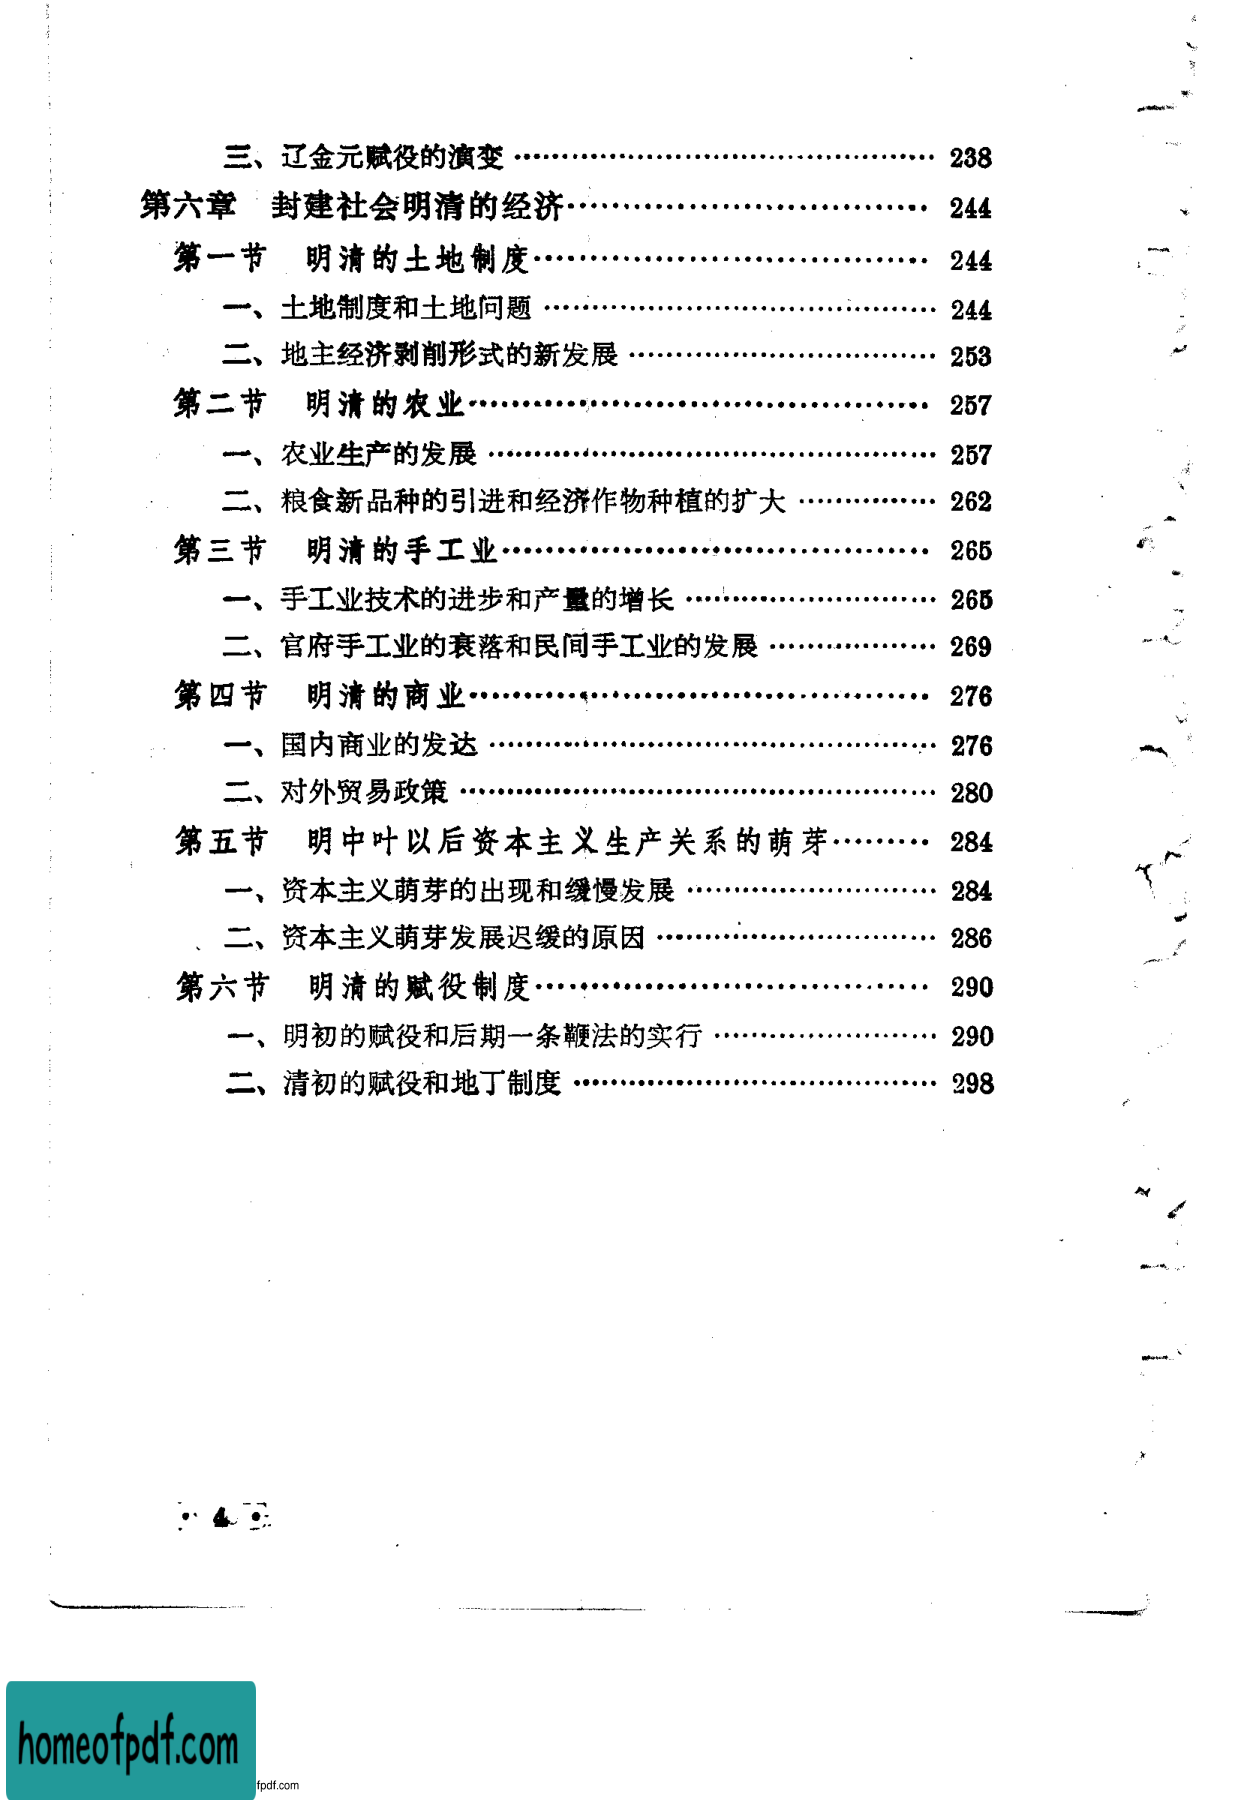 三、辽金元赋役的演变 …………………………………… 238
第六章　封建社会明清的经济…………………………… 244
第一节　明清的土地制度………………………………… 244
一、土地制度和土地问题 ………………………………… 244
二、地主经济剥削形式的新发展 ………………………… 253
第二节　明清的农业……………………………………… 257
一、农业生产的发展 ……………………………………… 257
二、粮食新品种的引进和经济作物种植的扩大 ………… 262
第三节　明清的手工业…………………………………… 265
一、手工业技术的进步和产量的增长 …………………… 265
二、官府手工业的衰落和民间手工业的发展 …………… 269
第四节　明清的商业……………………………………… 276
一、国内商业的发达 ……………………………………… 276
二、对外贸易政策 ………………………………………… 280
第五节　明中叶以后资本主义生产关系的萌芽……… 284
一、资本主义萌芽的出现和缓慢发展 …………………… 284
二、资本主义萌芽发展迟缓的原因 ……………………… 286
第六节　明清的赋役制度………………………………… 290
一、明初的赋役和后期一条鞭法的实行 ………………… 290
二、清初的赋役和地丁制度 ……………………………… 298
· 4 ·
homeofpdf.com
fpdf.com